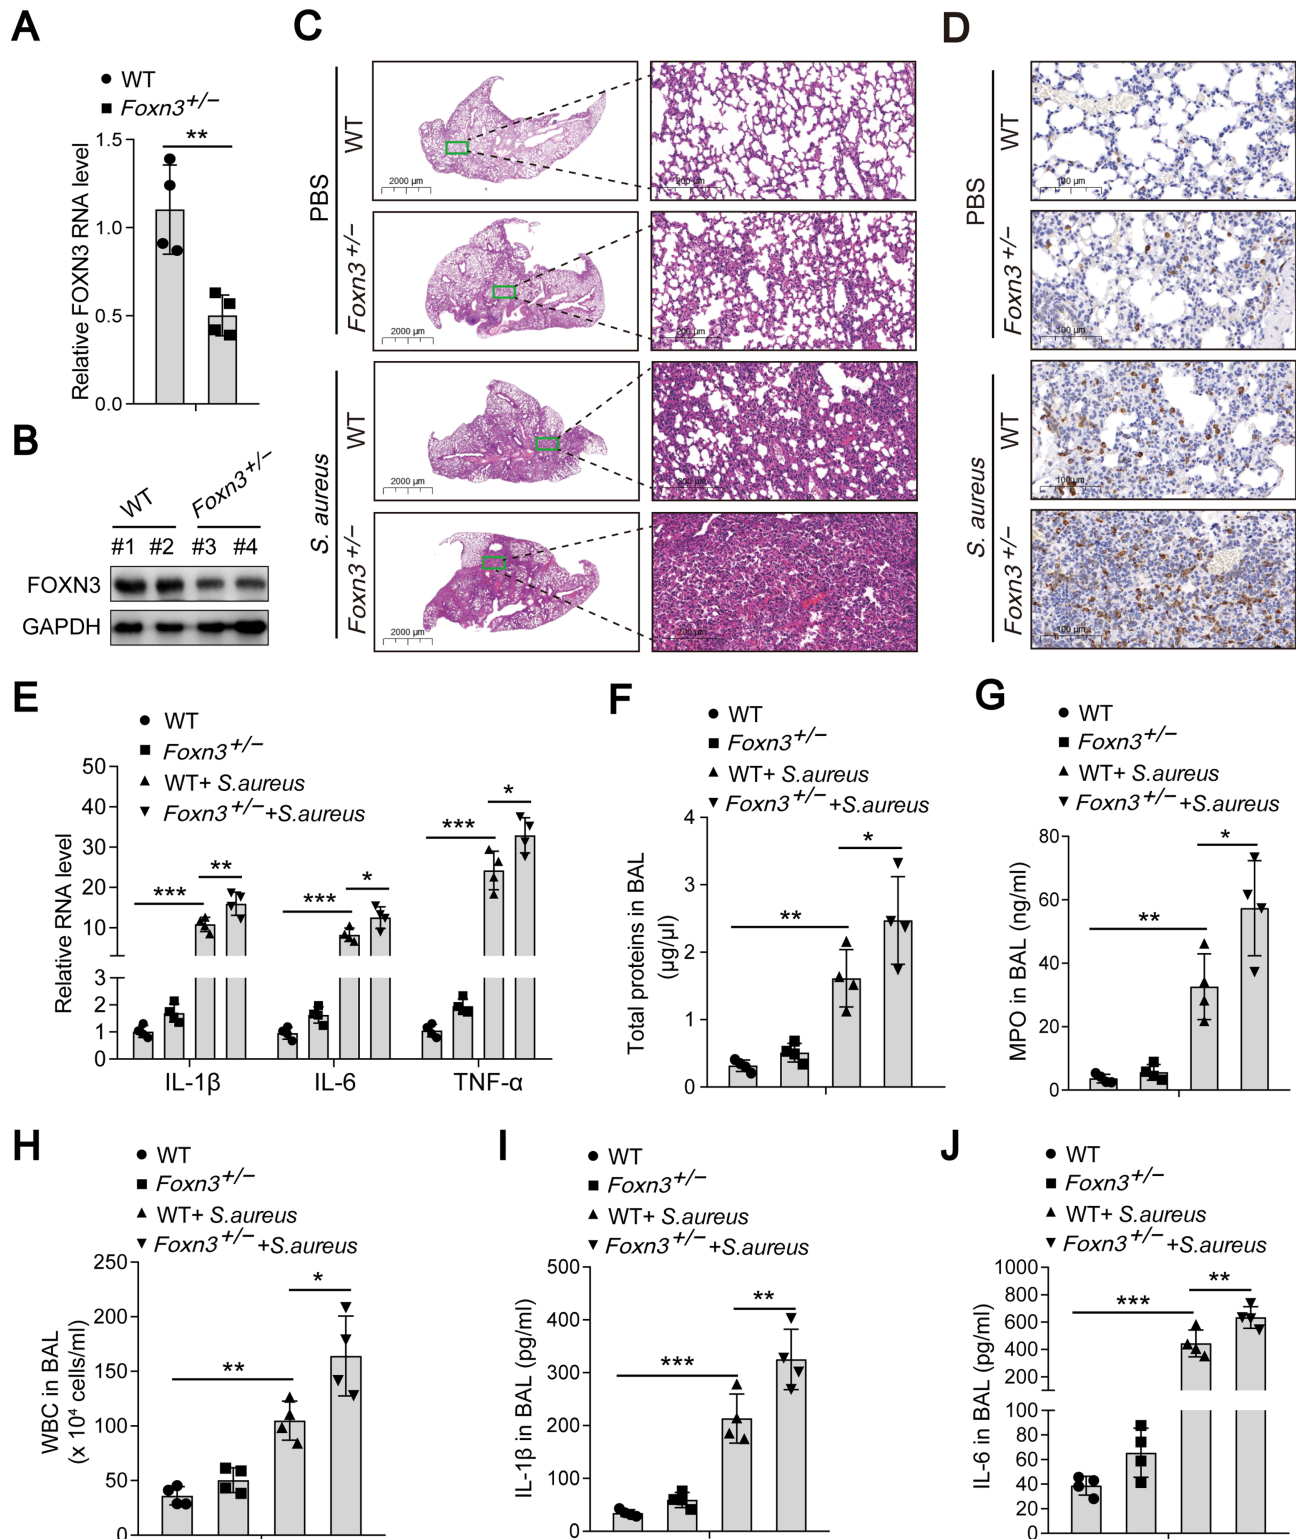 A
WT
Foxn3+/−
**
Relative FOXN3 RNA level
1.5
1.0
0.5
0.0
B
WT
Foxn3+/−
#1 #2 #3 #4
FOXN3
GAPDH
C
PBS
WT
2000 µm
200 µm
Foxn3+/−
2000 µm
200 µm
S. aureus
WT
2000 µm
200 µm
Foxn3+/−
2000 µm
200 µm
D
PBS
WT
100 µm
Foxn3+/−
100 µm
S. aureus
WT
100 µm
Foxn3+/−
100 µm
E
WT
Foxn3+/−
WT+ S.aureus
Foxn3+/− +S.aureus
Relative RNA level
50
40
30
20
10
3
2
1
0
***
**
***
*
***
*
IL-1β
IL-6
TNF-α
F
WT
Foxn3+/−
WT+ S.aureus
Foxn3+/− +S.aureus
Total proteins in BAL
(µg/µl)
4
3
2
1
0
**
*
G
WT
Foxn3+/−
WT+ S.aureus
Foxn3+/− +S.aureus
MPO in BAL (ng/ml)
80
60
40
20
0
**
*
H
WT
Foxn3+/−
WT+ S.aureus
Foxn3+/− +S.aureus
WBC in BAL
(x 10⁴ cells/ml)
250
200
150
100
50
0
**
*
I
WT
Foxn3+/−
WT+ S.aureus
Foxn3+/− +S.aureus
IL-1β in BAL (pg/ml)
500
400
300
200
100
0
***
**
J
WT
Foxn3+/−
WT+ S.aureus
Foxn3+/− +S.aureus
IL-6 in BAL (pg/ml)
1000
800
600
400
200
100
80
60
40
20
0
***
**